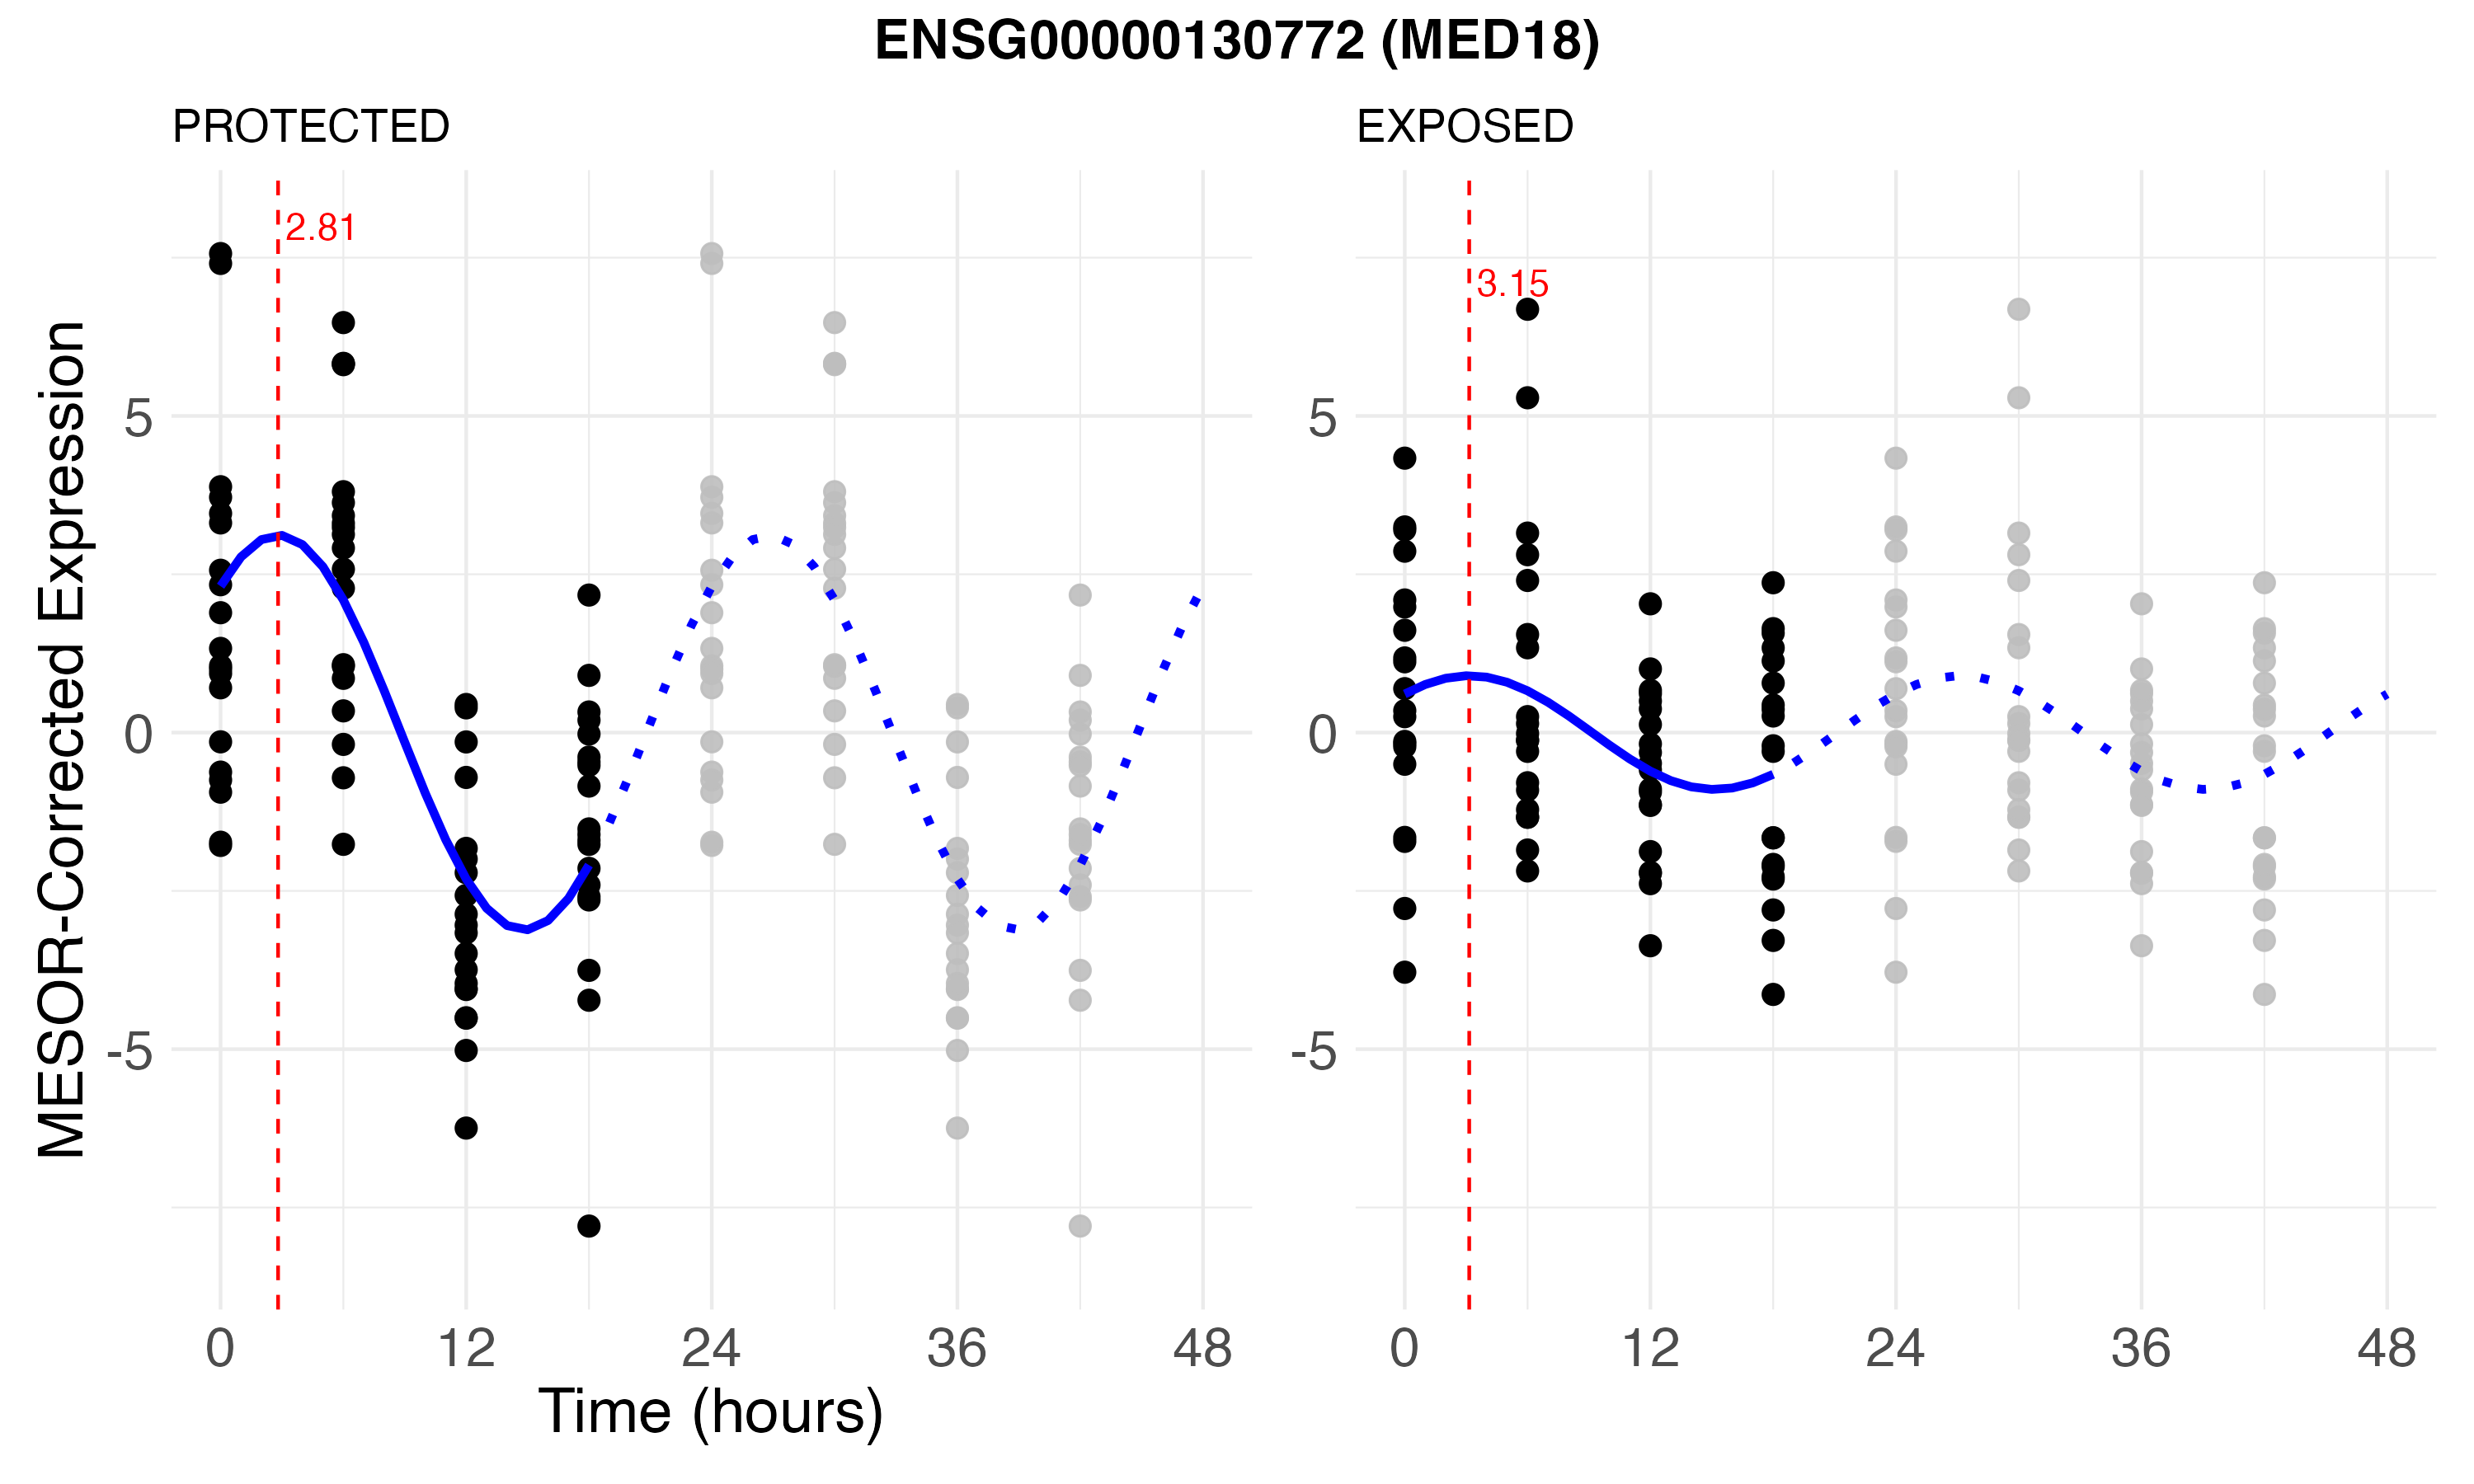 ENSG00000130772 (MED18)
PROTECTED
EXPOSED
MESOR-Corrected Expression
2.81
3.15
5
0
-5
5
0
-5
0 12 24 36 48
0 12 24 36 48
Time (hours)